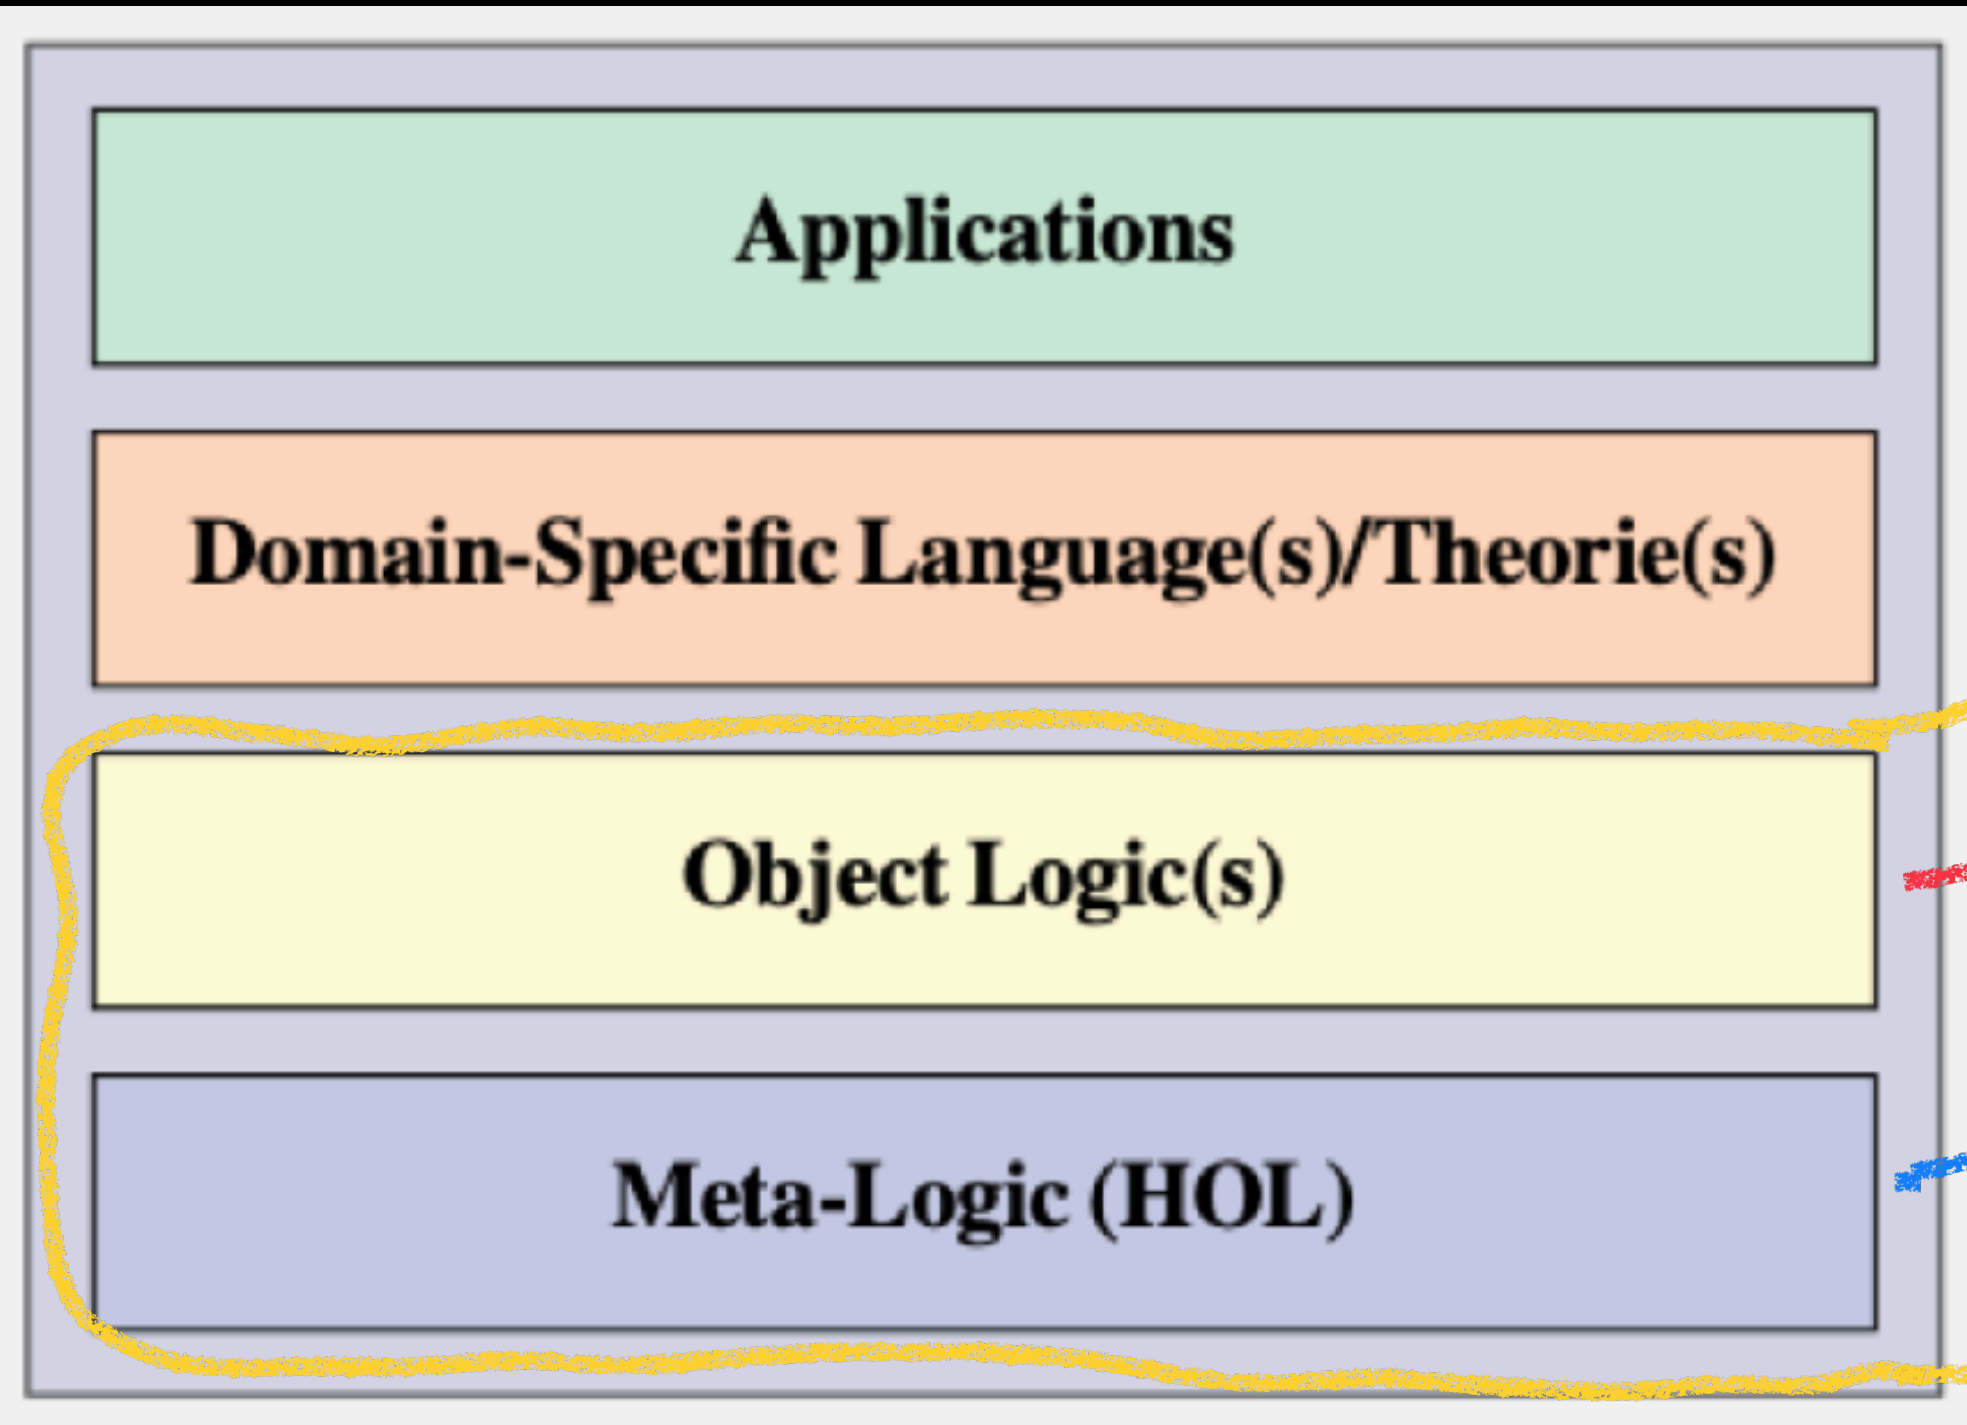 Applications
Domain-Specific Language(s)/Theorie(s)
Object Logic(s)
Meta-Logic (HOL)